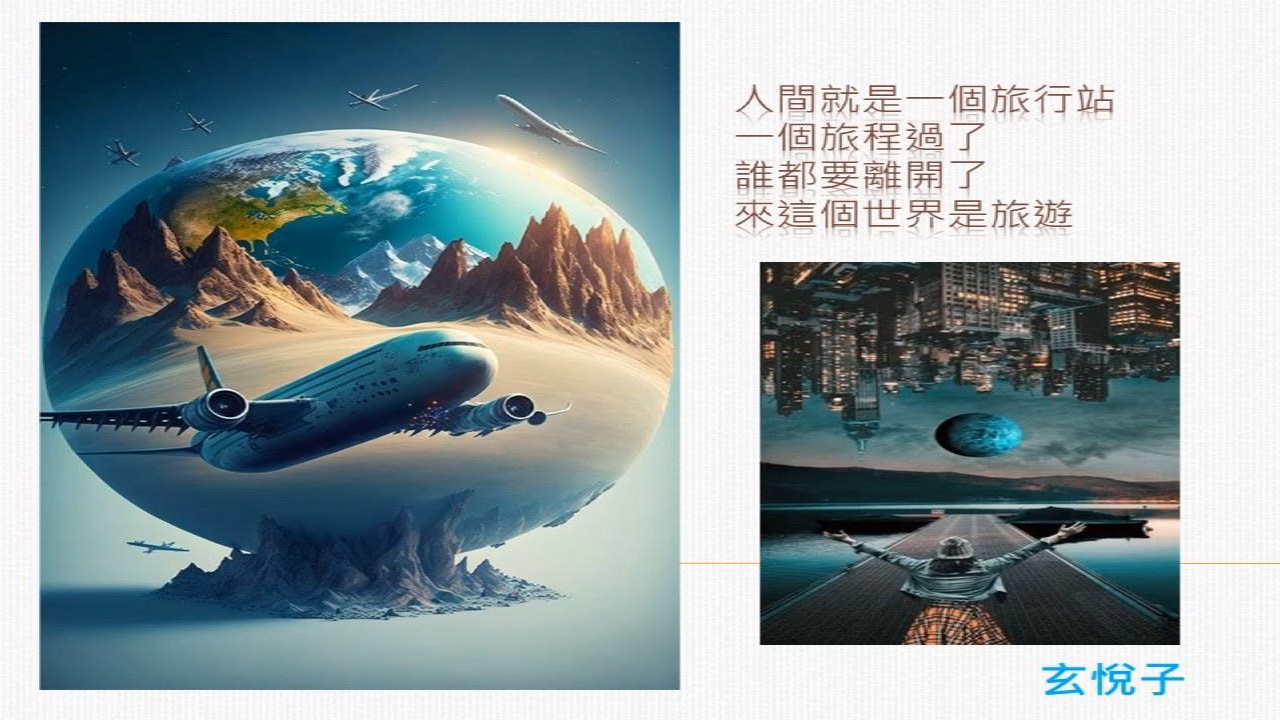 人間就是一個旅行站
一個旅程過了
誰都要離開了
來這個世界是旅遊
玄悅子